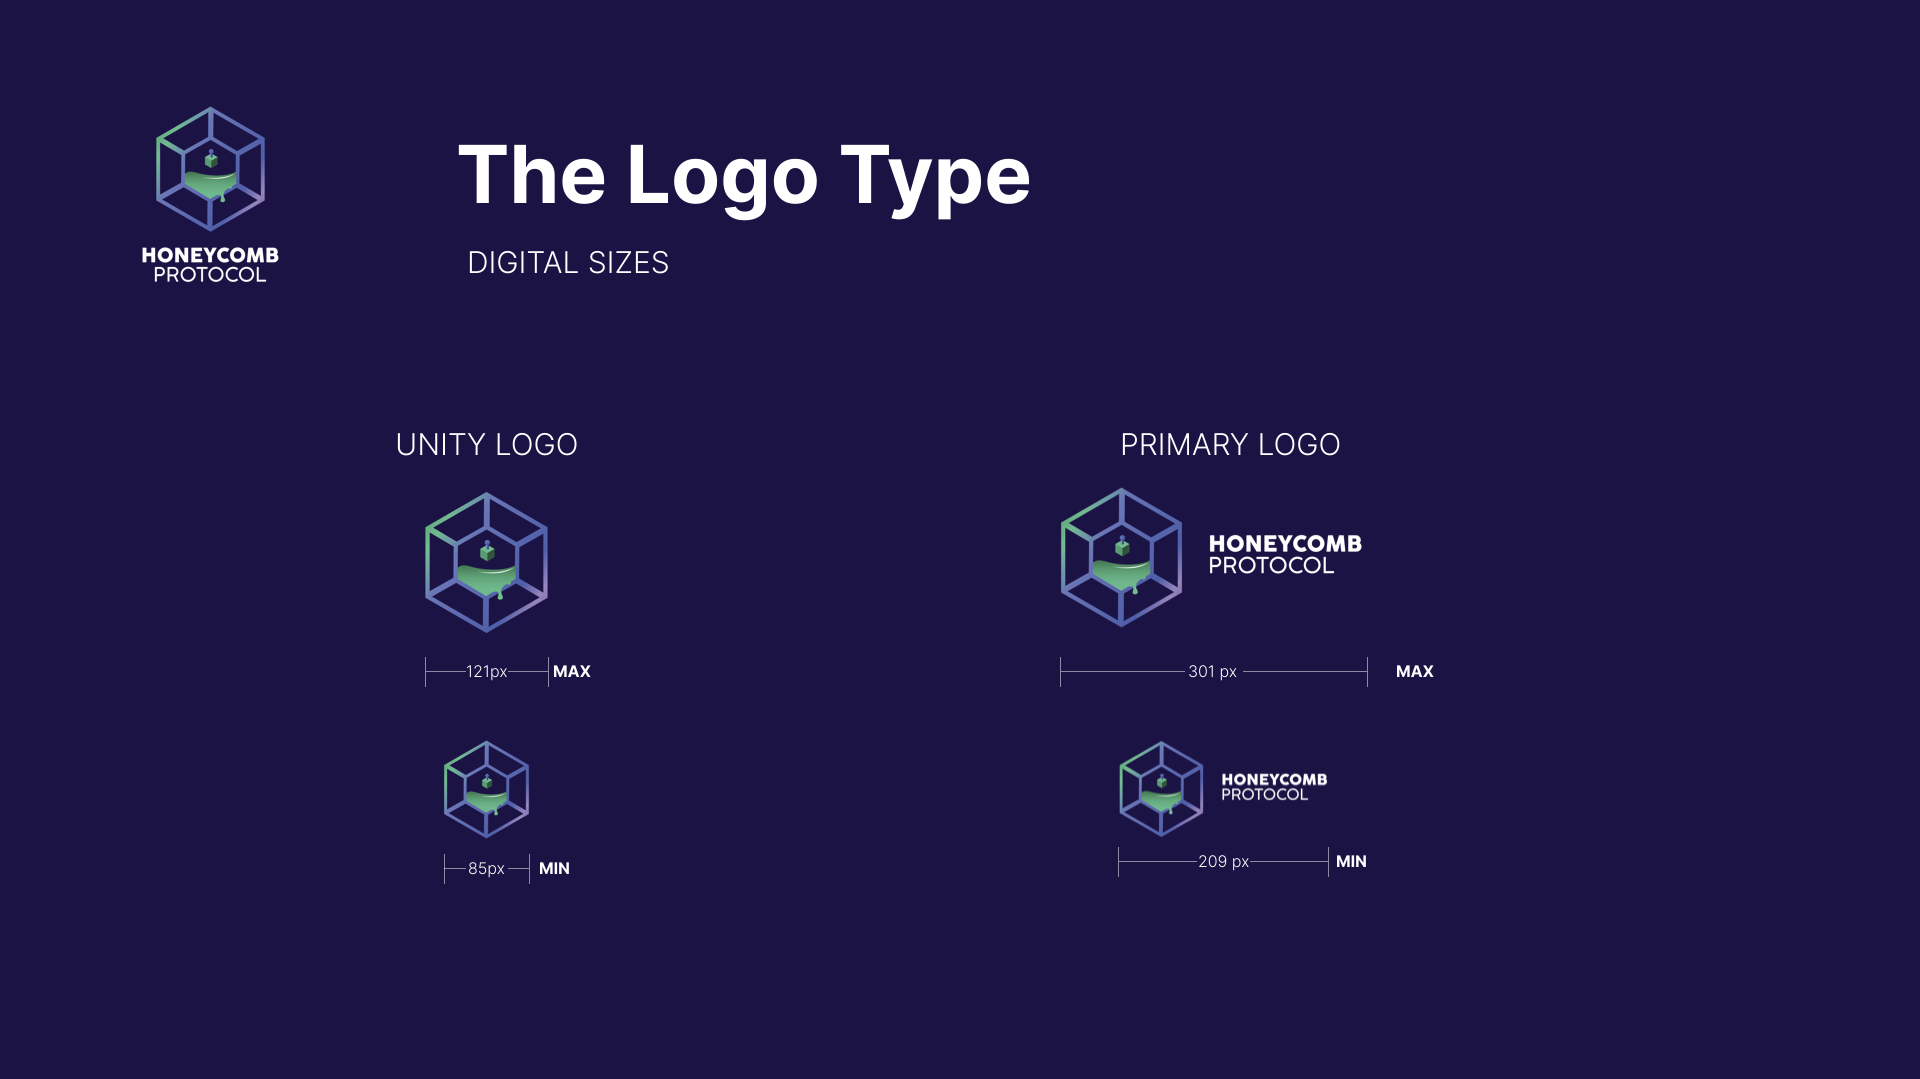 HONEYCOMB
PROTOCOL
The Logo Type
DIGITAL SIZES
UNITY LOGO
121px MAX
85px MIN
PRIMARY LOGO
HONEYCOMB
PROTOCOL
301 px MAX
HONEYCOMB
PROTOCOL
209 px MIN